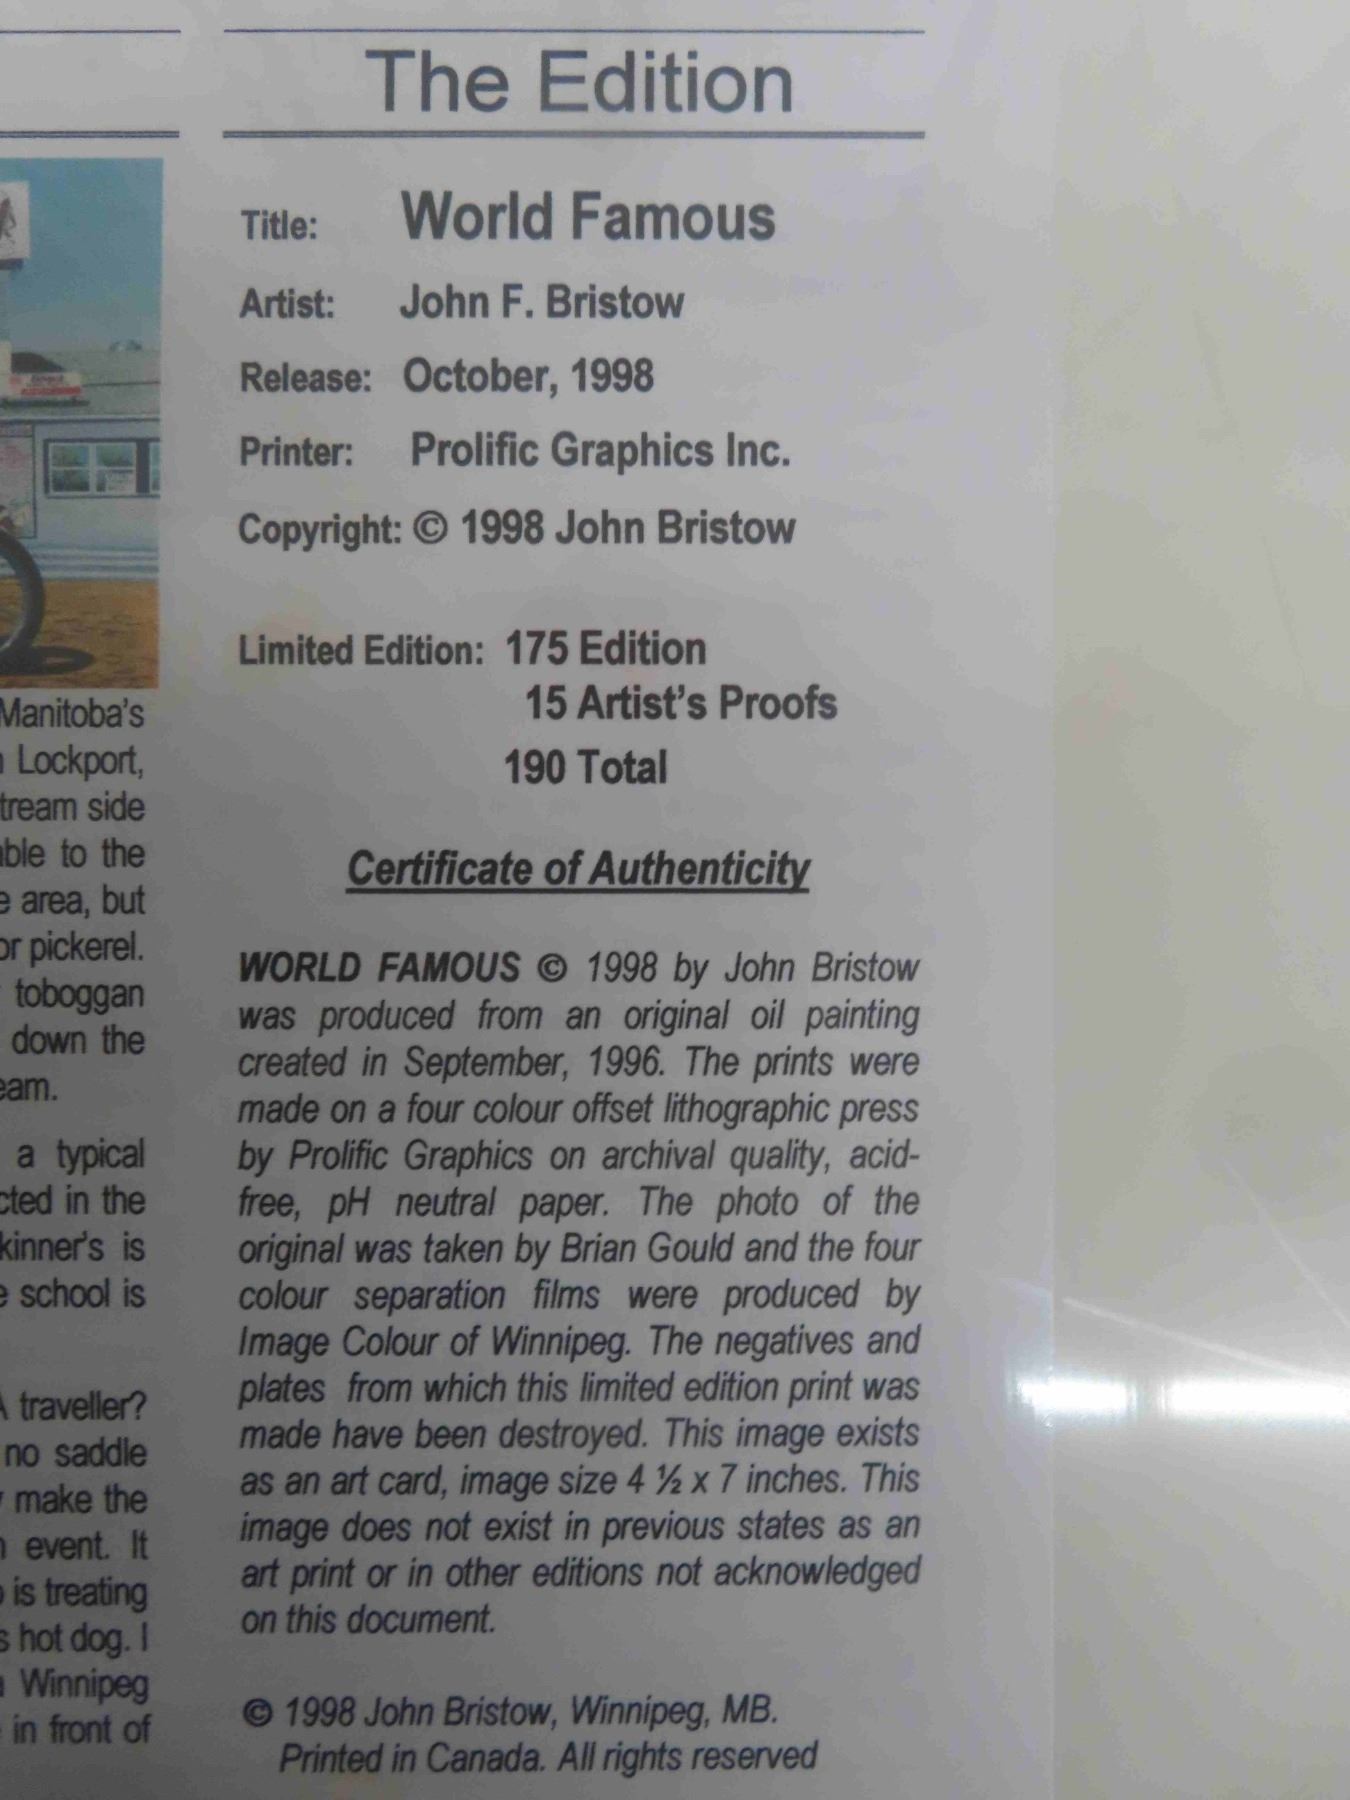 The Edition
Title: World Famous
Artist: John F. Bristow
Release: October, 1998
Printer: Prolific Graphics Inc.
Copyright: © 1998 John Bristow
Limited Edition: 175 Edition
15 Artist's Proofs
190 Total
Certificate of Authenticity
WORLD FAMOUS © 1998 by John Bristow
was produced from an original oil painting
created in September, 1996. The prints were
made on a four colour offset lithographic press
by Prolific Graphics on archival quality, acid-
free, pH neutral paper. The photo of the
original was taken by Brian Gould and the four
colour separation films were produced by
Image Colour of Winnipeg. The negatives and
plates from which this limited edition print was
made have been destroyed. This image exists
as an art card, image size 4 ½ x 7 inches. This
image does not exist in previous states as an
art print or in other editions not acknowledged
on this document.
© 1998 John Bristow, Winnipeg, MB.
Printed in Canada. All rights reserved
Manitoba's
Lockport,
side
to the
area, but
pickerel.
toboggan
down the
a typical
in the
is
school is
traveller?
no saddle
make the
event. It
is treating
hot dog. I
Winnipeg
in front of